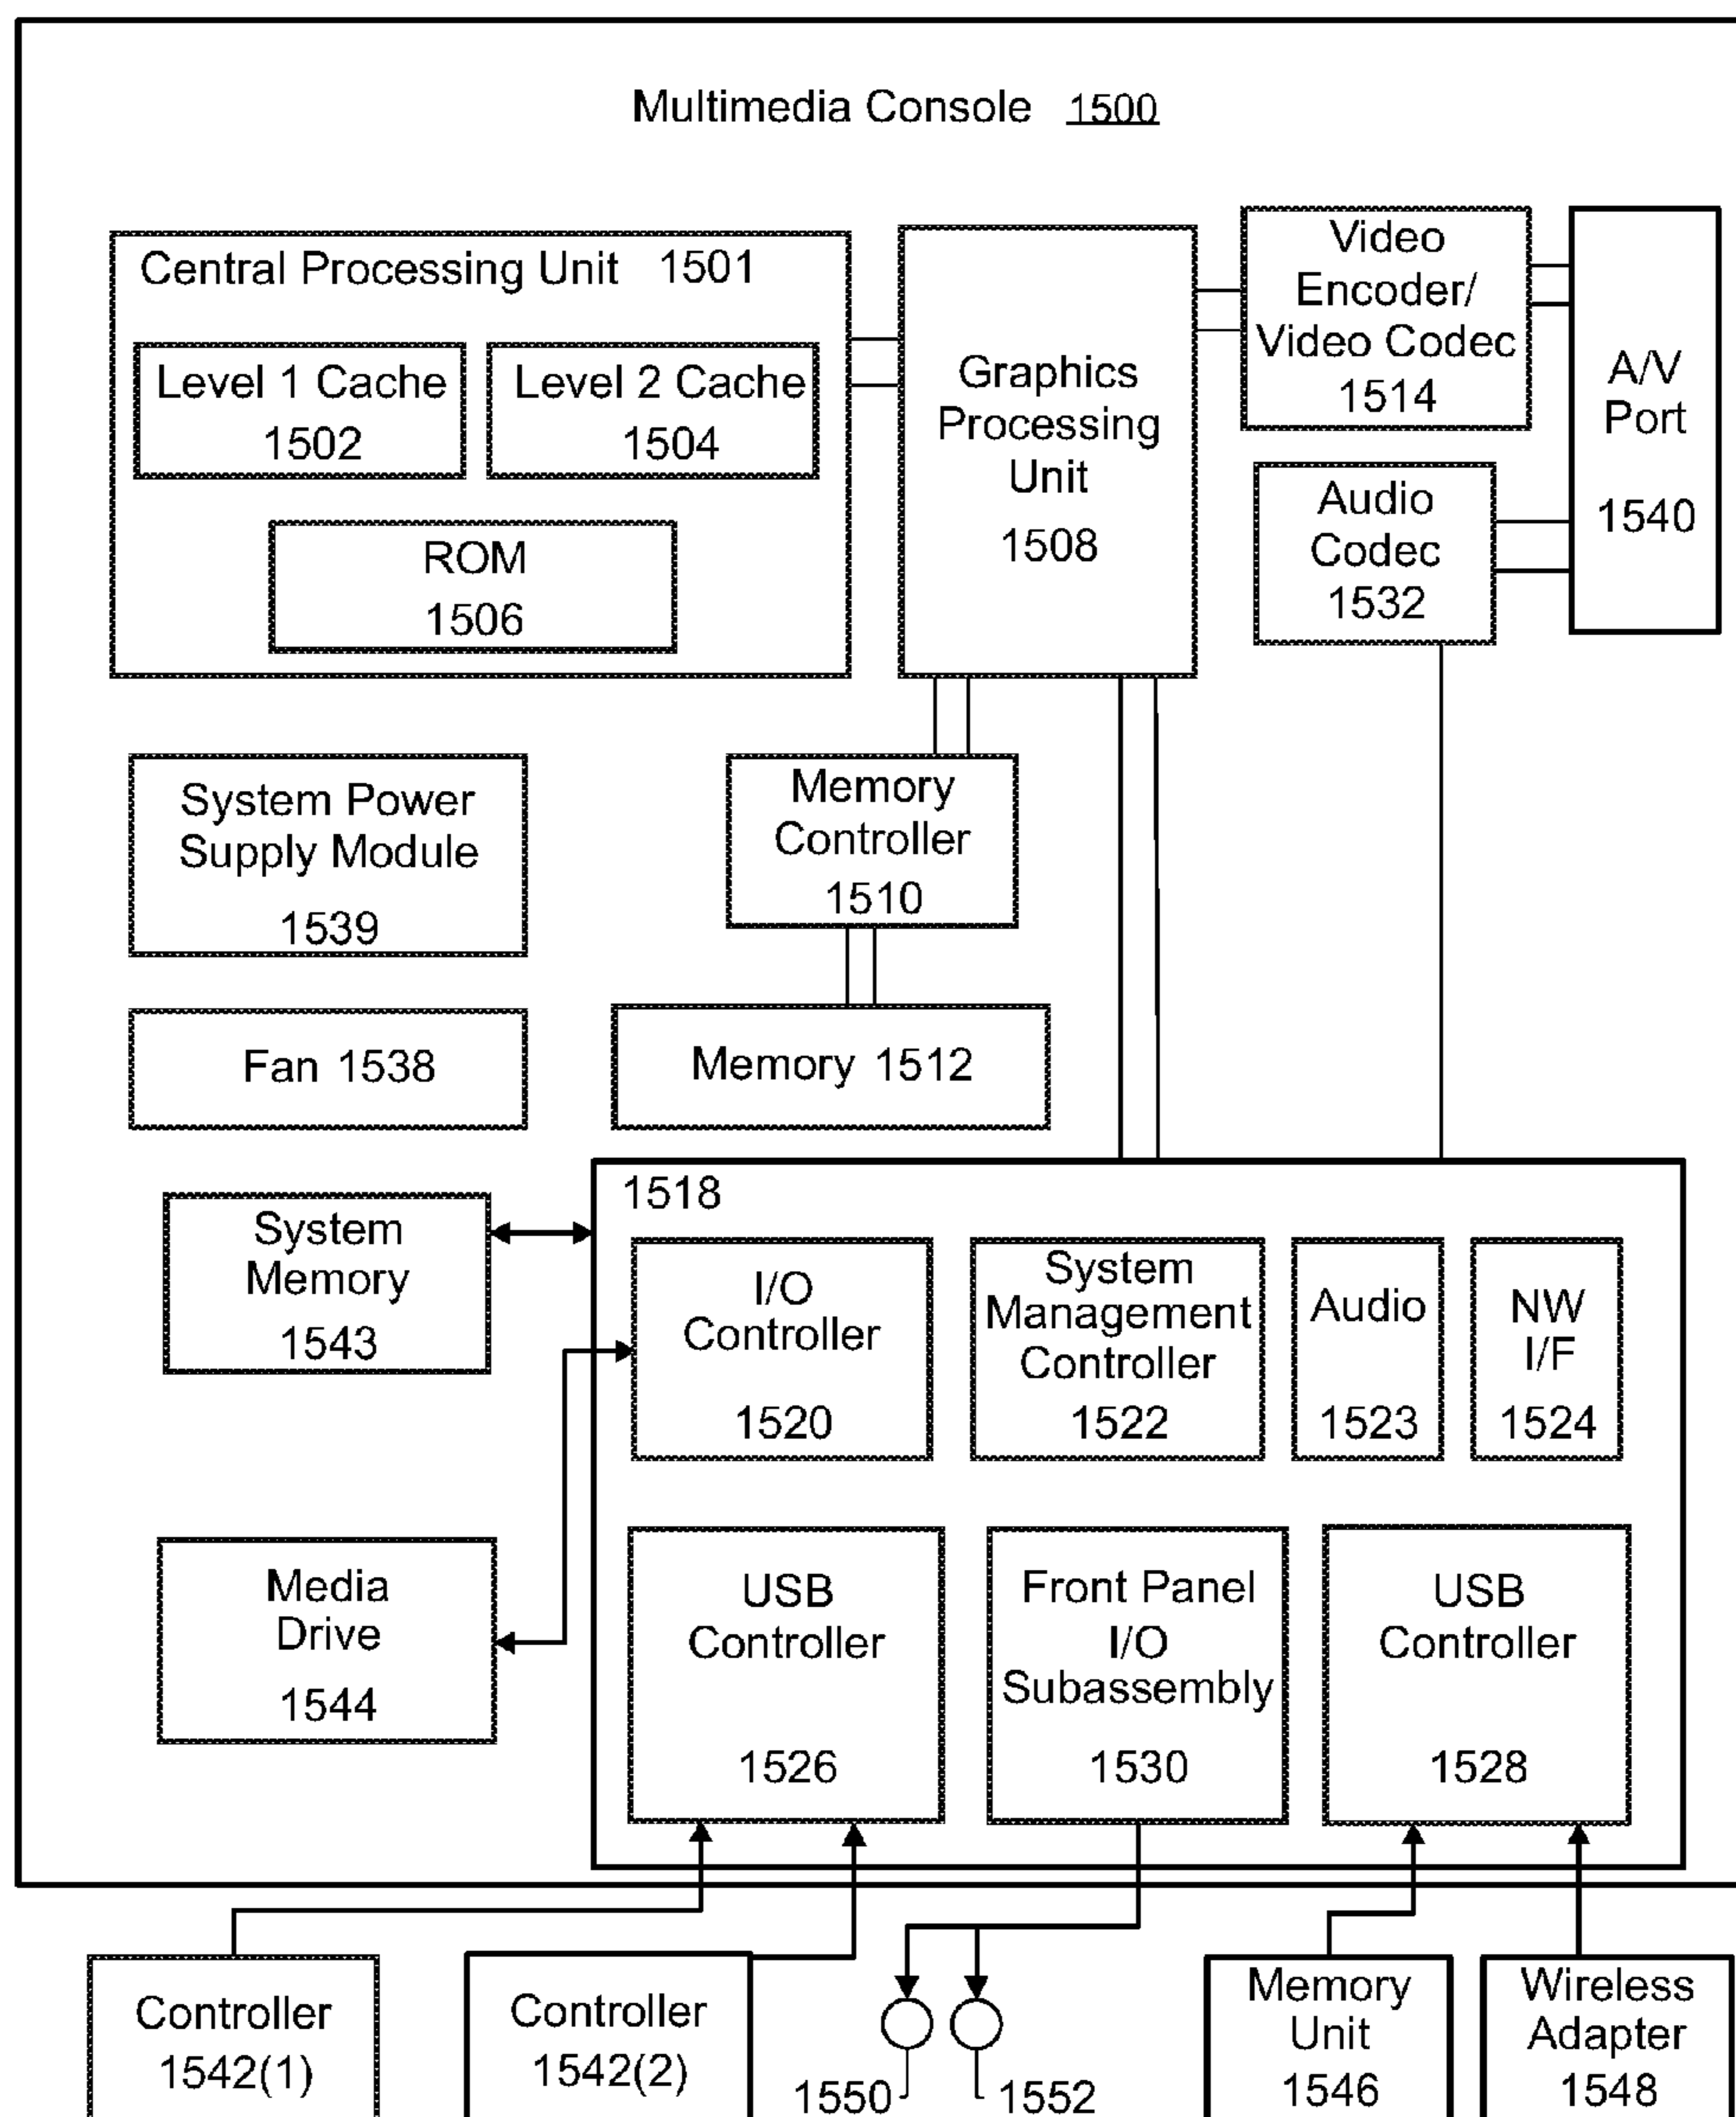 Multimedia Console 1500
Central Processing Unit 1501
Level 1 Cache
1502
Level 2 Cache
1504
ROM
1506
Graphics
Processing
Unit
1508
Video
Encoder/
Video Codec
1514
A/V
Port
1540
Audio
Codec
1532
System Power
Supply Module
1539
Memory
Controller
1510
Fan 1538
Memory 1512
System
Memory
1543
1518
I/O
Controller
1520
System
Management
Controller
1522
Audio
1523
NW
I/F
1524
Media
Drive
1544
USB
Controller
1526
Front Panel
I/O
Subassembly
1530
USB
Controller
1528
Controller
1542(1)
Controller
1542(2)
1550
1552
Memory
Unit
1546
Wireless
Adapter
1548